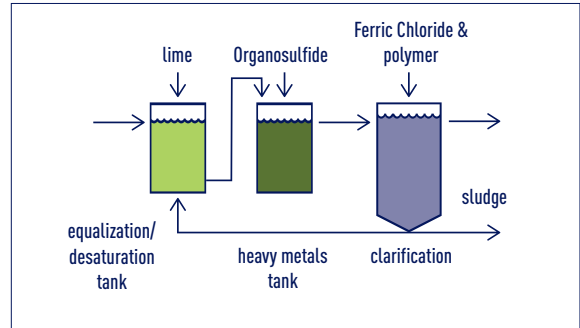 lime
Organosulfide
Ferric Chloride &
polymer
sludge
equalization/
desaturation
tank
heavy metals
tank
clarification